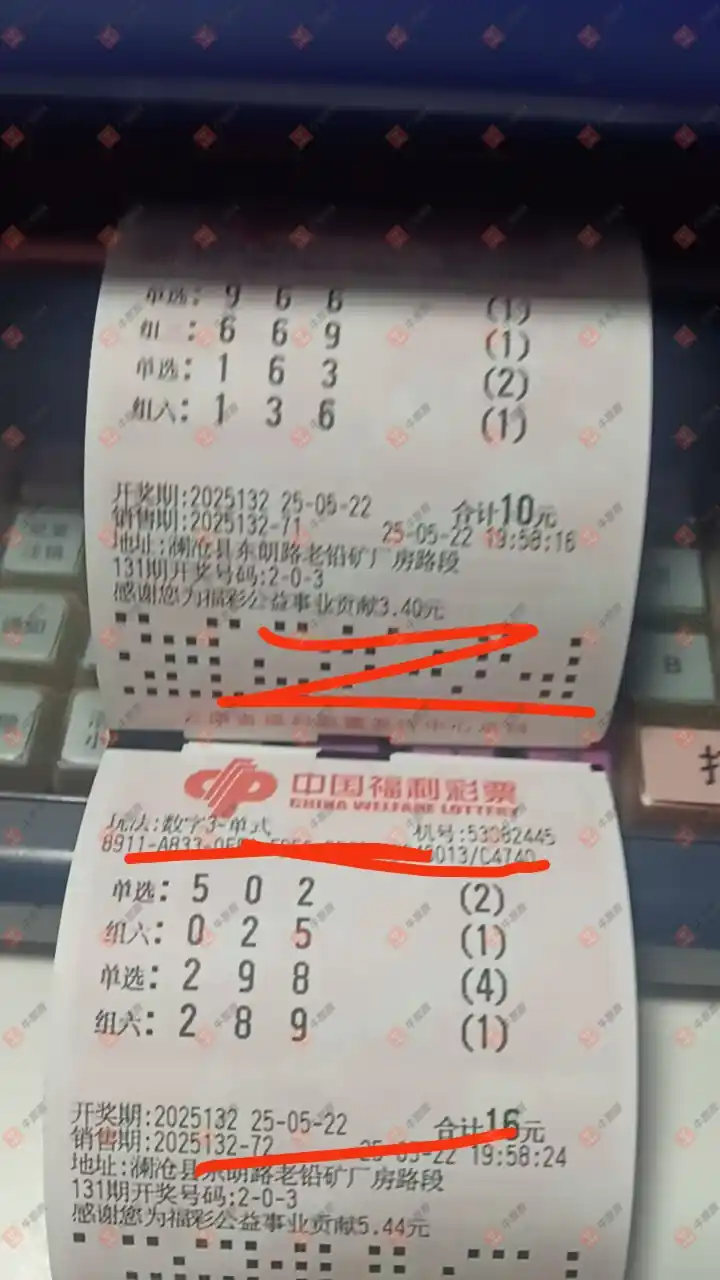 单选: 9 6 6 (1)
组 : 6 6 9 (1)
单选: 1 6 3 (2)
组六: 1 3 6 (1)
开奖期:2025132 25-05-22 合计10元
销售期:2025132-71 25-05-22 19:58:16
地址:澜沧县东朗路老铅矿厂房路段
131期开奖号码:2-0-3
感谢您为福彩公益事业贡献3.40元
中国福利彩票
CHINA WELFARE LOTTERY
玩法:数字3-单式 机号:53082445
8911-A833- 0013/C4740
单选: 5 0 2 (2)
组六: 0 2 5 (1)
单选: 2 9 8 (4)
组六: 2 8 9 (1)
开奖期:2025132 25-05-22 合计16元
销售期:2025132-72 25-05-22 19:58:24
地址:澜沧县东朗路老铅矿厂房路段
131期开奖号码:2-0-3
感谢您为福彩公益事业贡献5.44元